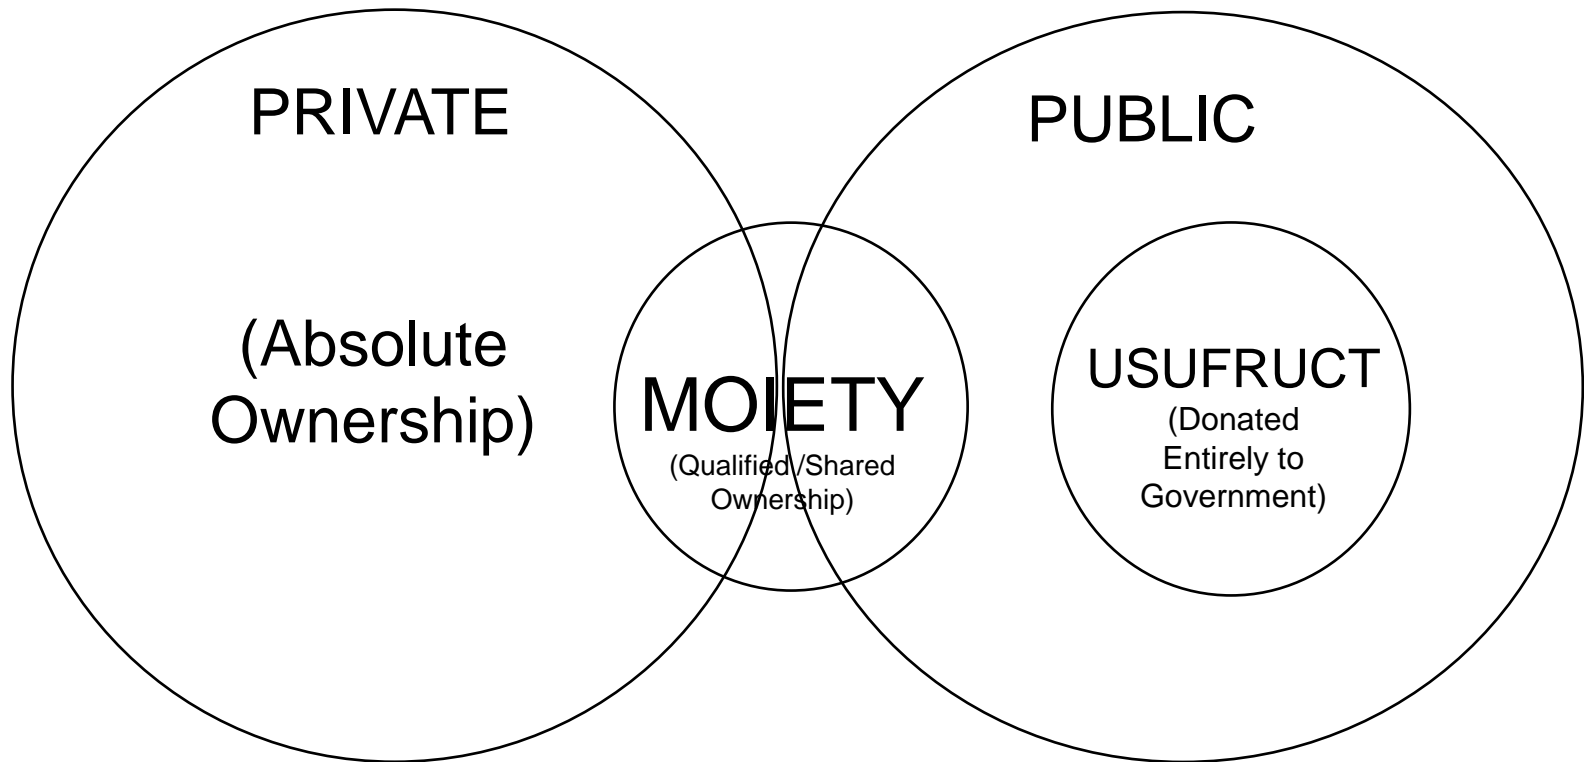 PRIVATE
PUBLIC
(Absolute
Ownership)
MOIETY
(Qualified /Shared
Ownership)
USUFRUCT
(Donated
Entirely to
Government)